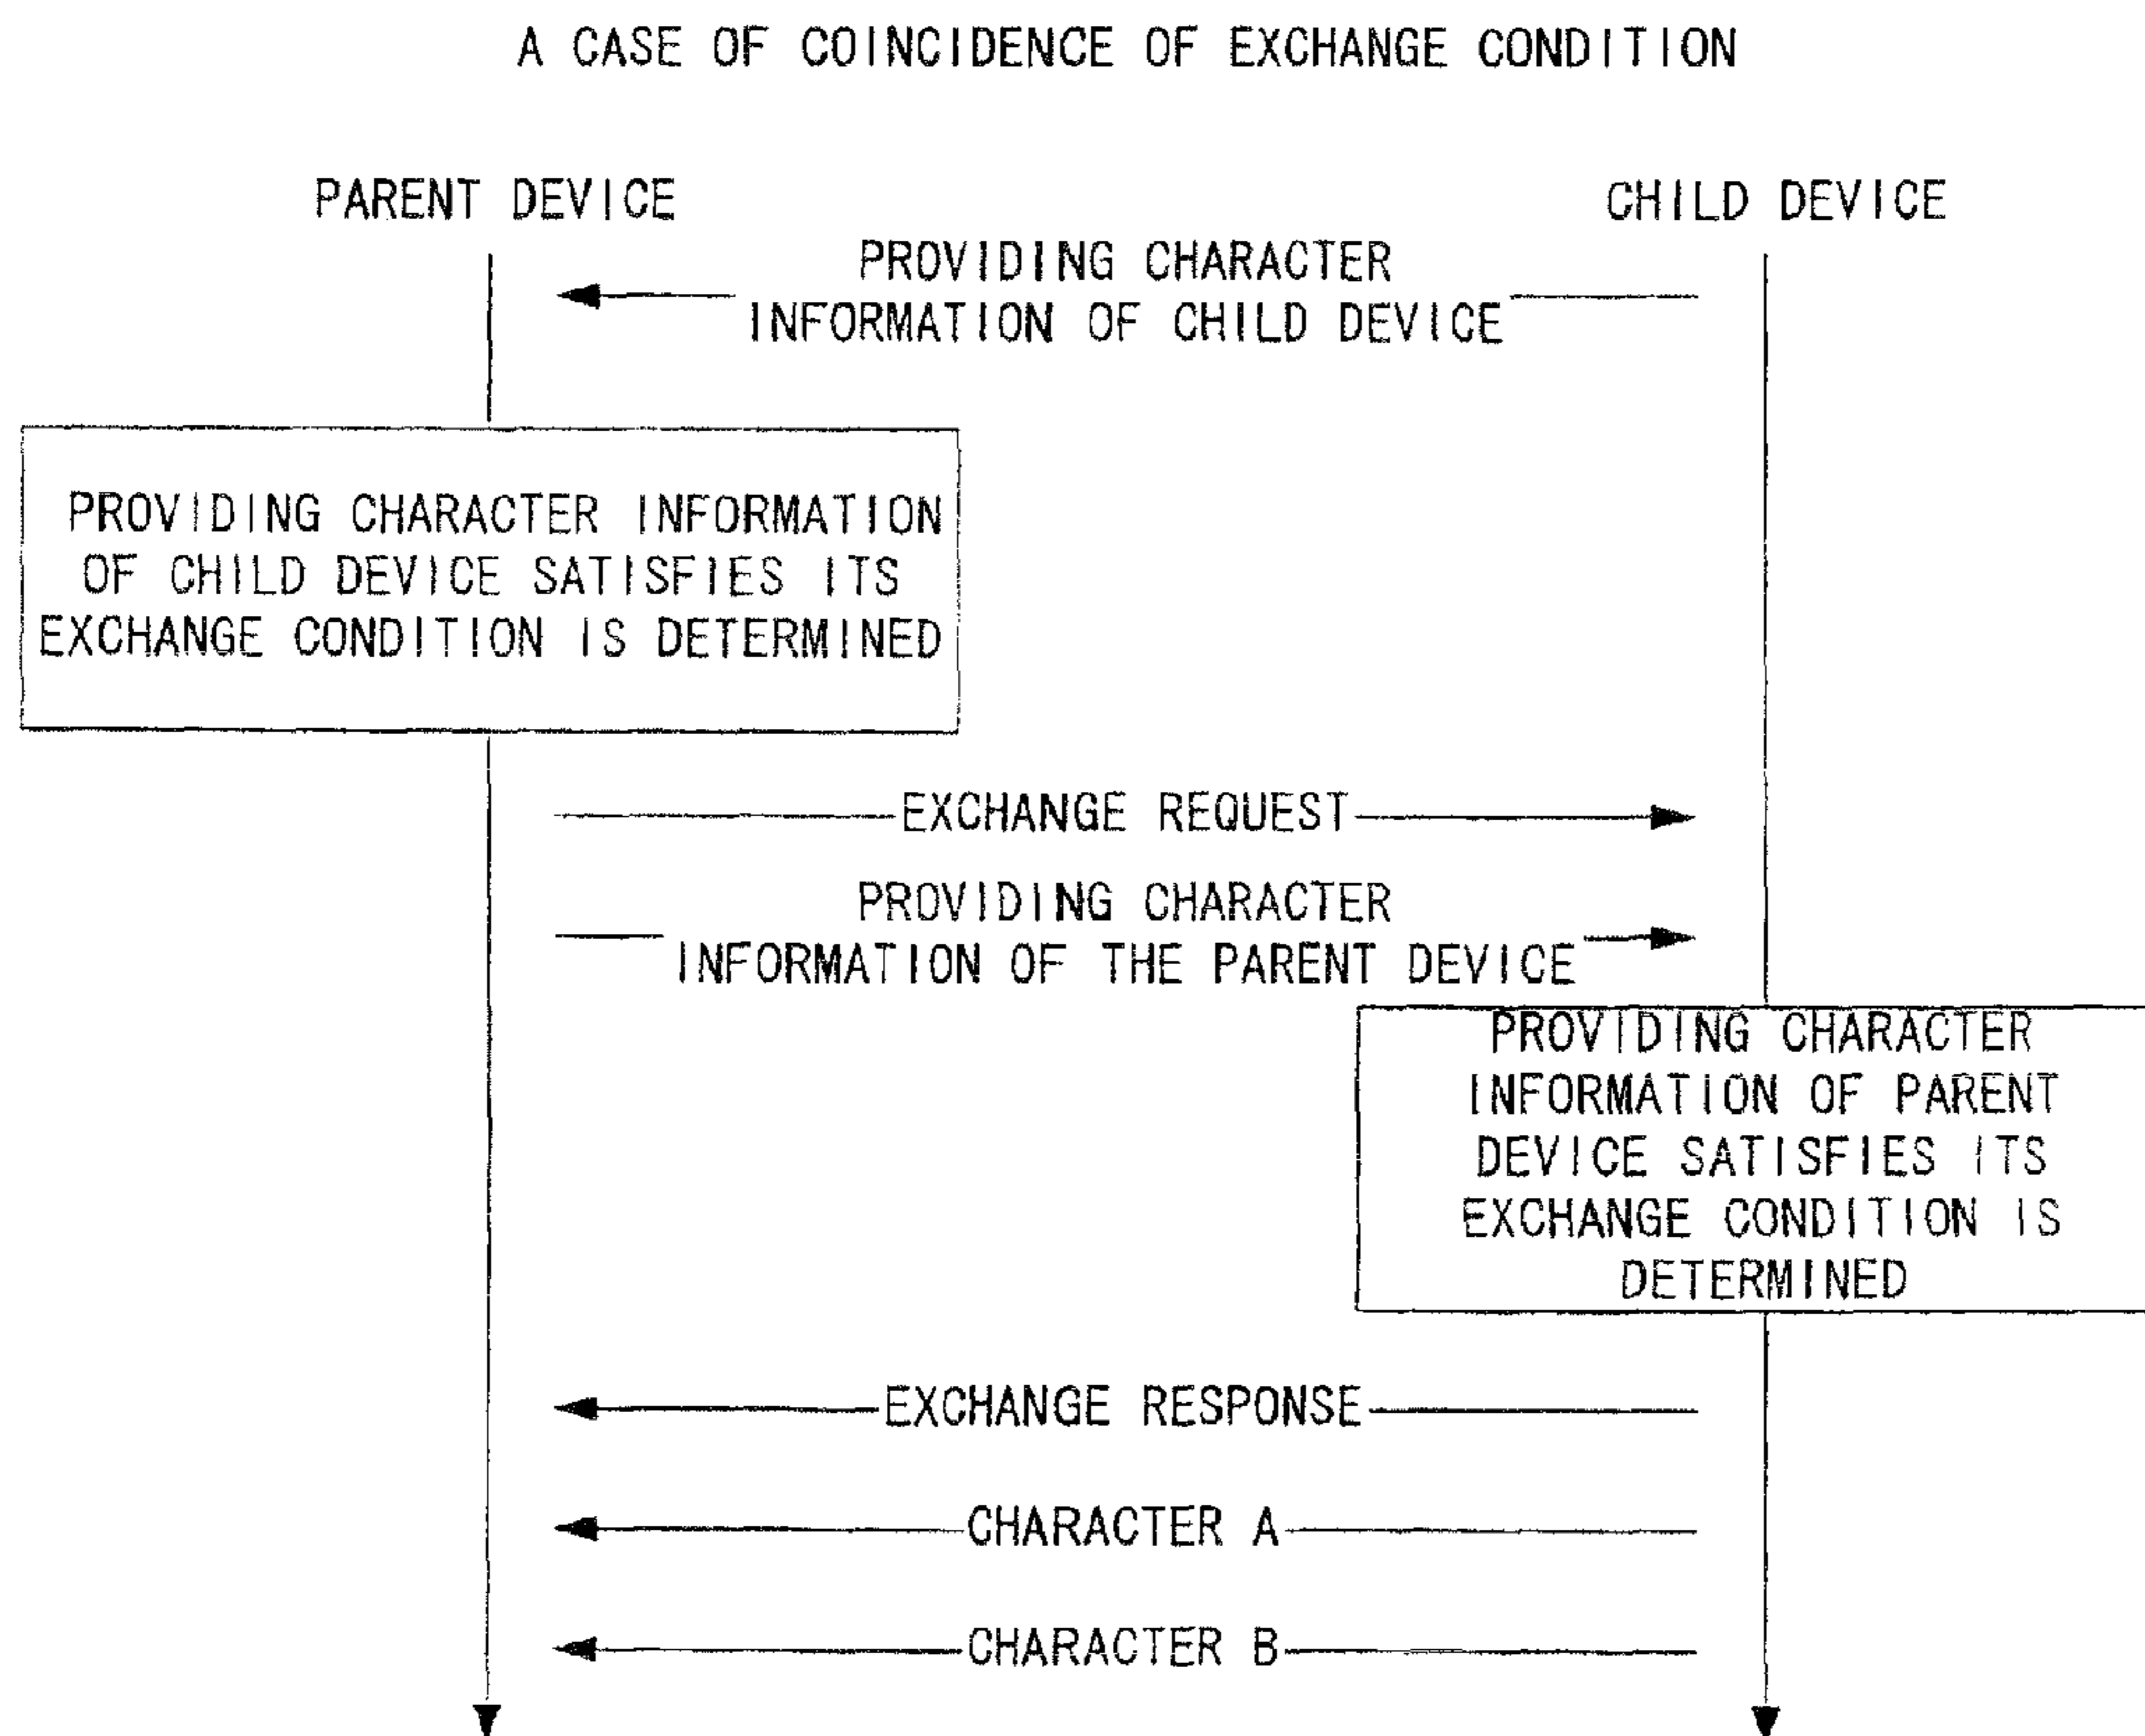 A CASE OF COINCIDENCE OF EXCHANGE CONDITION
PARENT DEVICE
CHILD DEVICE
PROVIDING CHARACTER
INFORMATION OF CHILD DEVICE
PROVIDING CHARACTER INFORMATION
OF CHILD DEVICE SATISFIES ITS
EXCHANGE CONDITION IS DETERMINED
EXCHANGE REQUEST
PROVIDING CHARACTER
INFORMATION OF THE PARENT DEVICE
PROVIDING CHARACTER
INFORMATION OF PARENT
DEVICE SATISFIES ITS
EXCHANGE CONDITION IS
DETERMINED
EXCHANGE RESPONSE
CHARACTER A
CHARACTER B